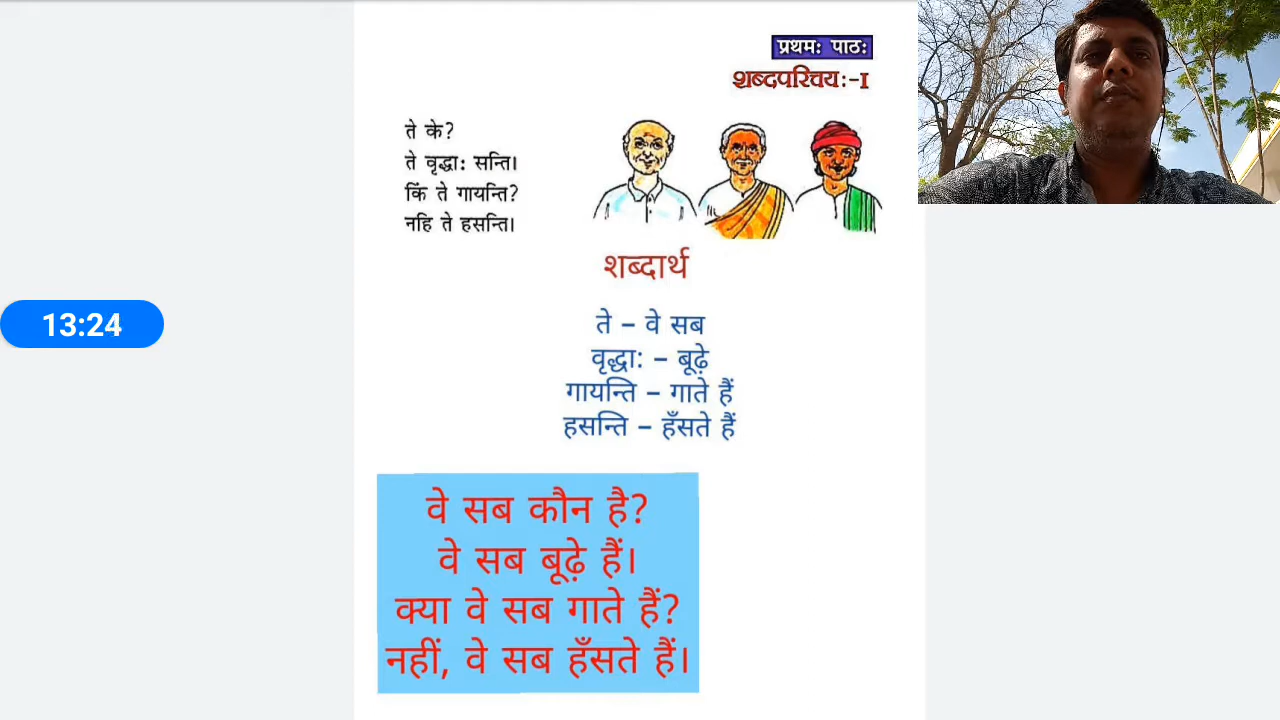 प्रथमः पाठः
शब्दपरिचयः-I
ते के?
ते वृद्धाः सन्ति।
किं ते गायन्ति?
नहि ते हसन्ति।
शब्दार्थ
ते – वे सब
वृद्धाः – बूढ़े
गायन्ति – गाते हैं
हसन्ति – हँसते हैं
13:24
वे सब कौन है?
वे सब बूढ़े हैं।
क्या वे सब गाते हैं?
नहीं, वे सब हँसते हैं।